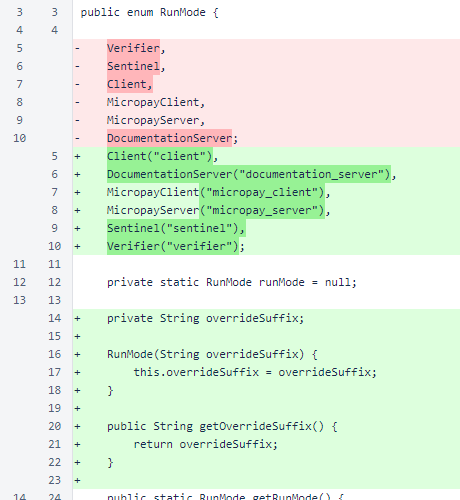 3 3 public enum RunMode {
4 4
5 - Verifier,
6 - Sentinel,
7 - Client,
8 - MicropayClient,
9 - MicropayServer,
10 - DocumentationServer;
5 + Client("client"),
6 + DocumentationServer("documentation_server"),
7 + MicropayClient("micropay_client"),
8 + MicropayServer("micropay_server"),
9 + Sentinel("sentinel"),
10 + Verifier("verifier");
11 11
12 12 private static RunMode runMode = null;
13 13
14 + private String overrideSuffix;
15 +
16 + RunMode(String overrideSuffix) {
17 + this.overrideSuffix = overrideSuffix;
18 + }
19 +
20 + public String getOverrideSuffix() {
21 + return overrideSuffix;
22 + }
23 +
14 24 public static RunMode getRunMode() {